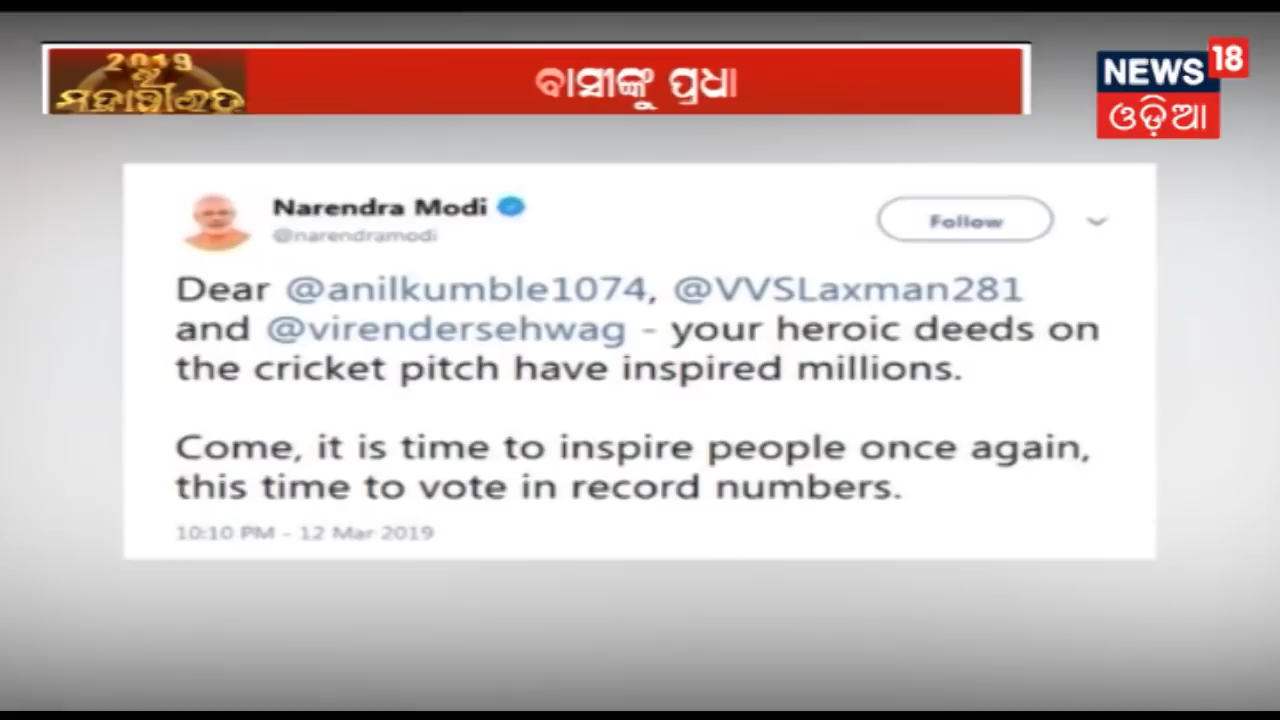 2019
ର
ମହାଭାରତ
ବାସୀଙ୍କୁ ପ୍ରଧା
NEWS 18
ଓଡ଼ିଆ
Narendra Modi
@narendramodi
Follow
Dear @anilkumble1074, @VVSLaxman281
and @virendersehwag - your heroic deeds on
the cricket pitch have inspired millions.
Come, it is time to inspire people once again,
this time to vote in record numbers.
10:10 PM - 12 Mar 2019